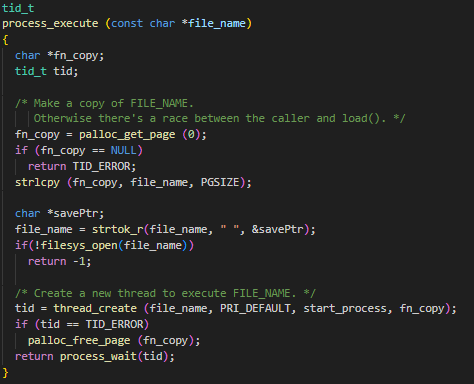 tid_t
process_execute (const char *file_name)
{
  char *fn_copy;
  tid_t tid;

  /* Make a copy of FILE_NAME.
     Otherwise there's a race between the caller and load(). */
  fn_copy = palloc_get_page (0);
  if (fn_copy == NULL)
    return TID_ERROR;
  strlcpy (fn_copy, file_name, PGSIZE);

  char *savePtr;
  file_name = strtok_r(file_name, " ", &savePtr);
  if(!filesys_open(file_name))
    return -1;

  /* Create a new thread to execute FILE_NAME. */
  tid = thread_create (file_name, PRI_DEFAULT, start_process, fn_copy);
  if (tid == TID_ERROR)
    palloc_free_page (fn_copy);
  return process_wait(tid);
}